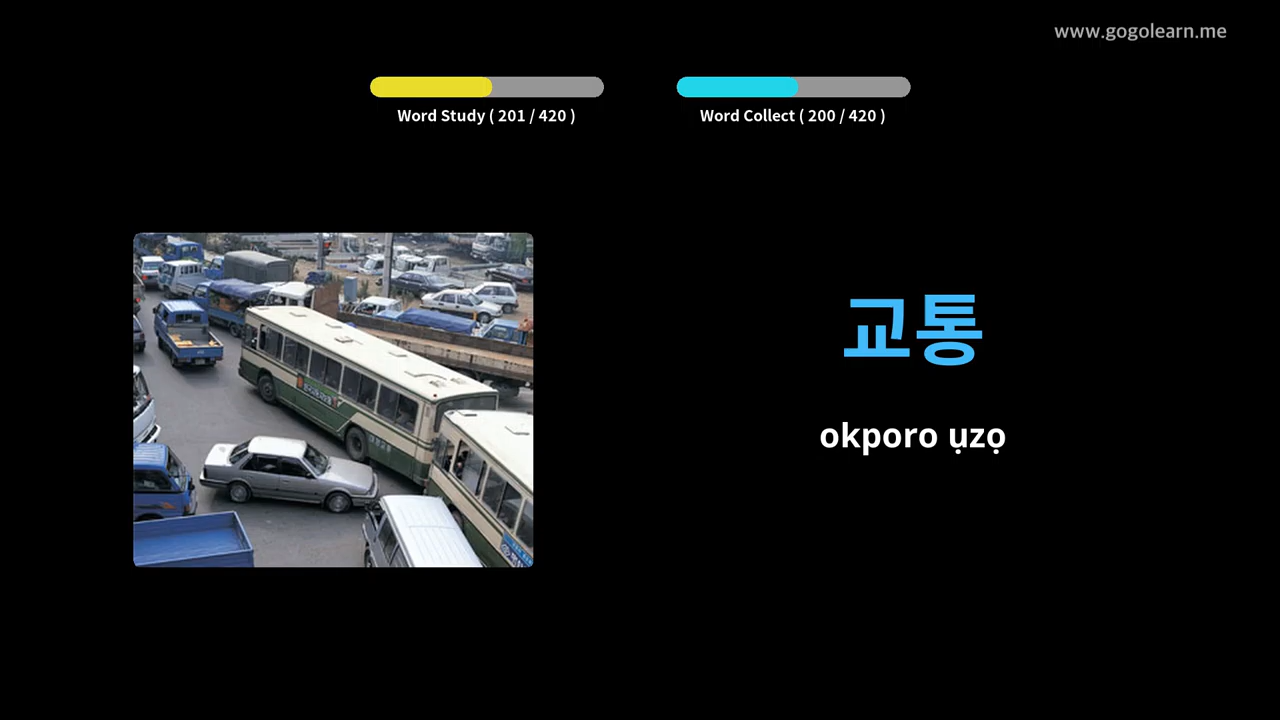 www.gogolearn.me
Word Study ( 201 / 420 )
Word Collect ( 200 / 420 )
교통
okporo ụzọ